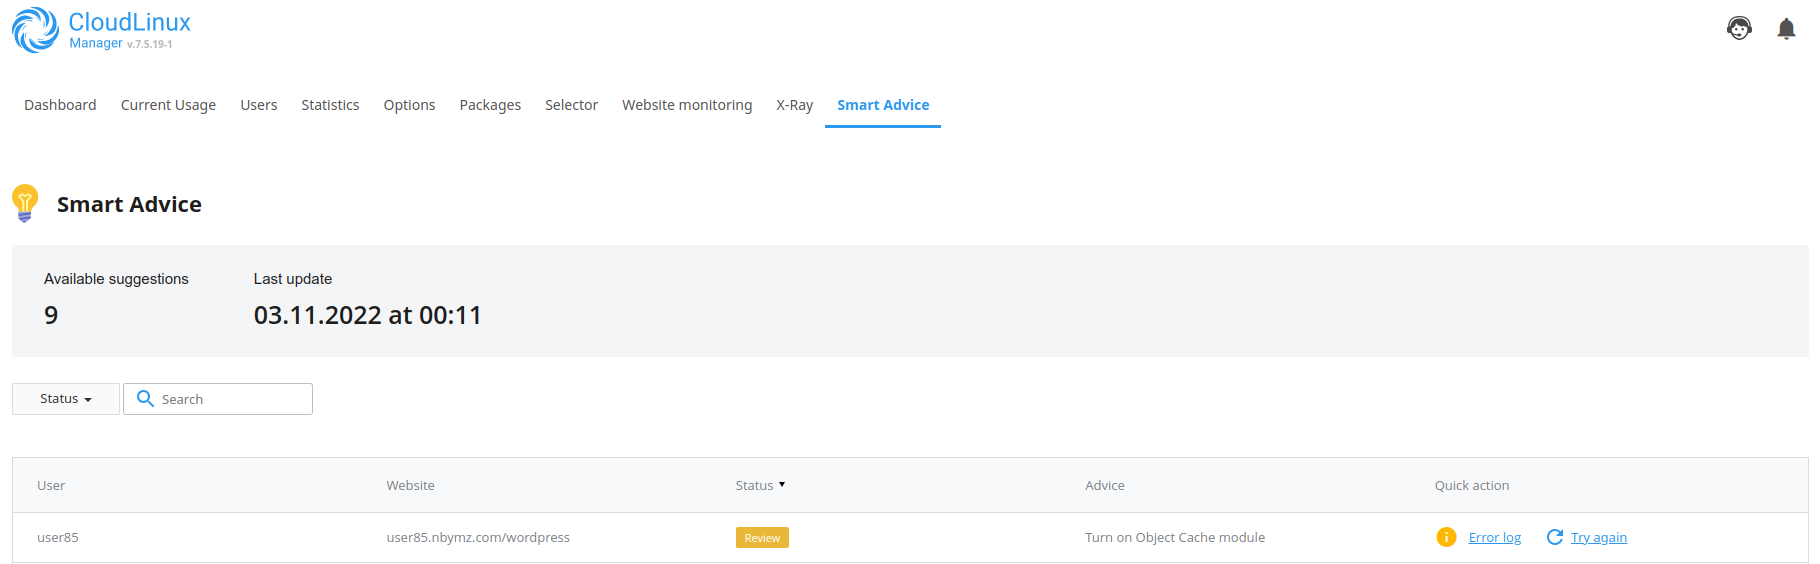 CloudLinux
Manager v.7.5.19-1
Dashboard Current Usage Users Statistics Options Packages Selector Website monitoring X-Ray Smart Advice
Smart Advice
Available suggestions Last update
9 03.11.2022 at 00:11
Status Search
User Website Status Advice Quick action
user85 user85.nbymz.com/wordpress Review Turn on Object Cache module Error log Try again